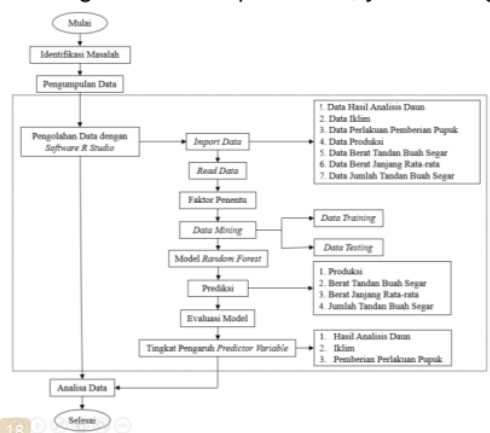 Mulai
Identifikasi Masalah
Pengumpulan Data
Pengolahan Data dengan
Software R Studio
Import Data
1. Data Hasil Analisis Daun
2. Data Iklim
3. Data Perlakuan Pemberian Pupuk
4. Data Produksi
5. Data Berat Tandan Buah Segar
6. Data Berat Janjang Rata-rata
7. Data Jumlah Tandan Buah Segar
Read Data
Faktor Penentu
Data Mining
Data Training
Data Testing
Model Random Forest
Prediksi
1. Produksi
2. Berat Tandan Buah Segar
3. Berat Janjang Rata-rata
4. Jumlah Tandan Buah Segar
Evaluasi Model
Tingkat Pengaruh Predictor Variable
1. Hasil Analisis Daun
2. Iklim
3. Pemberian Perlakuan Pupuk
Analisa Data
Selesai
18